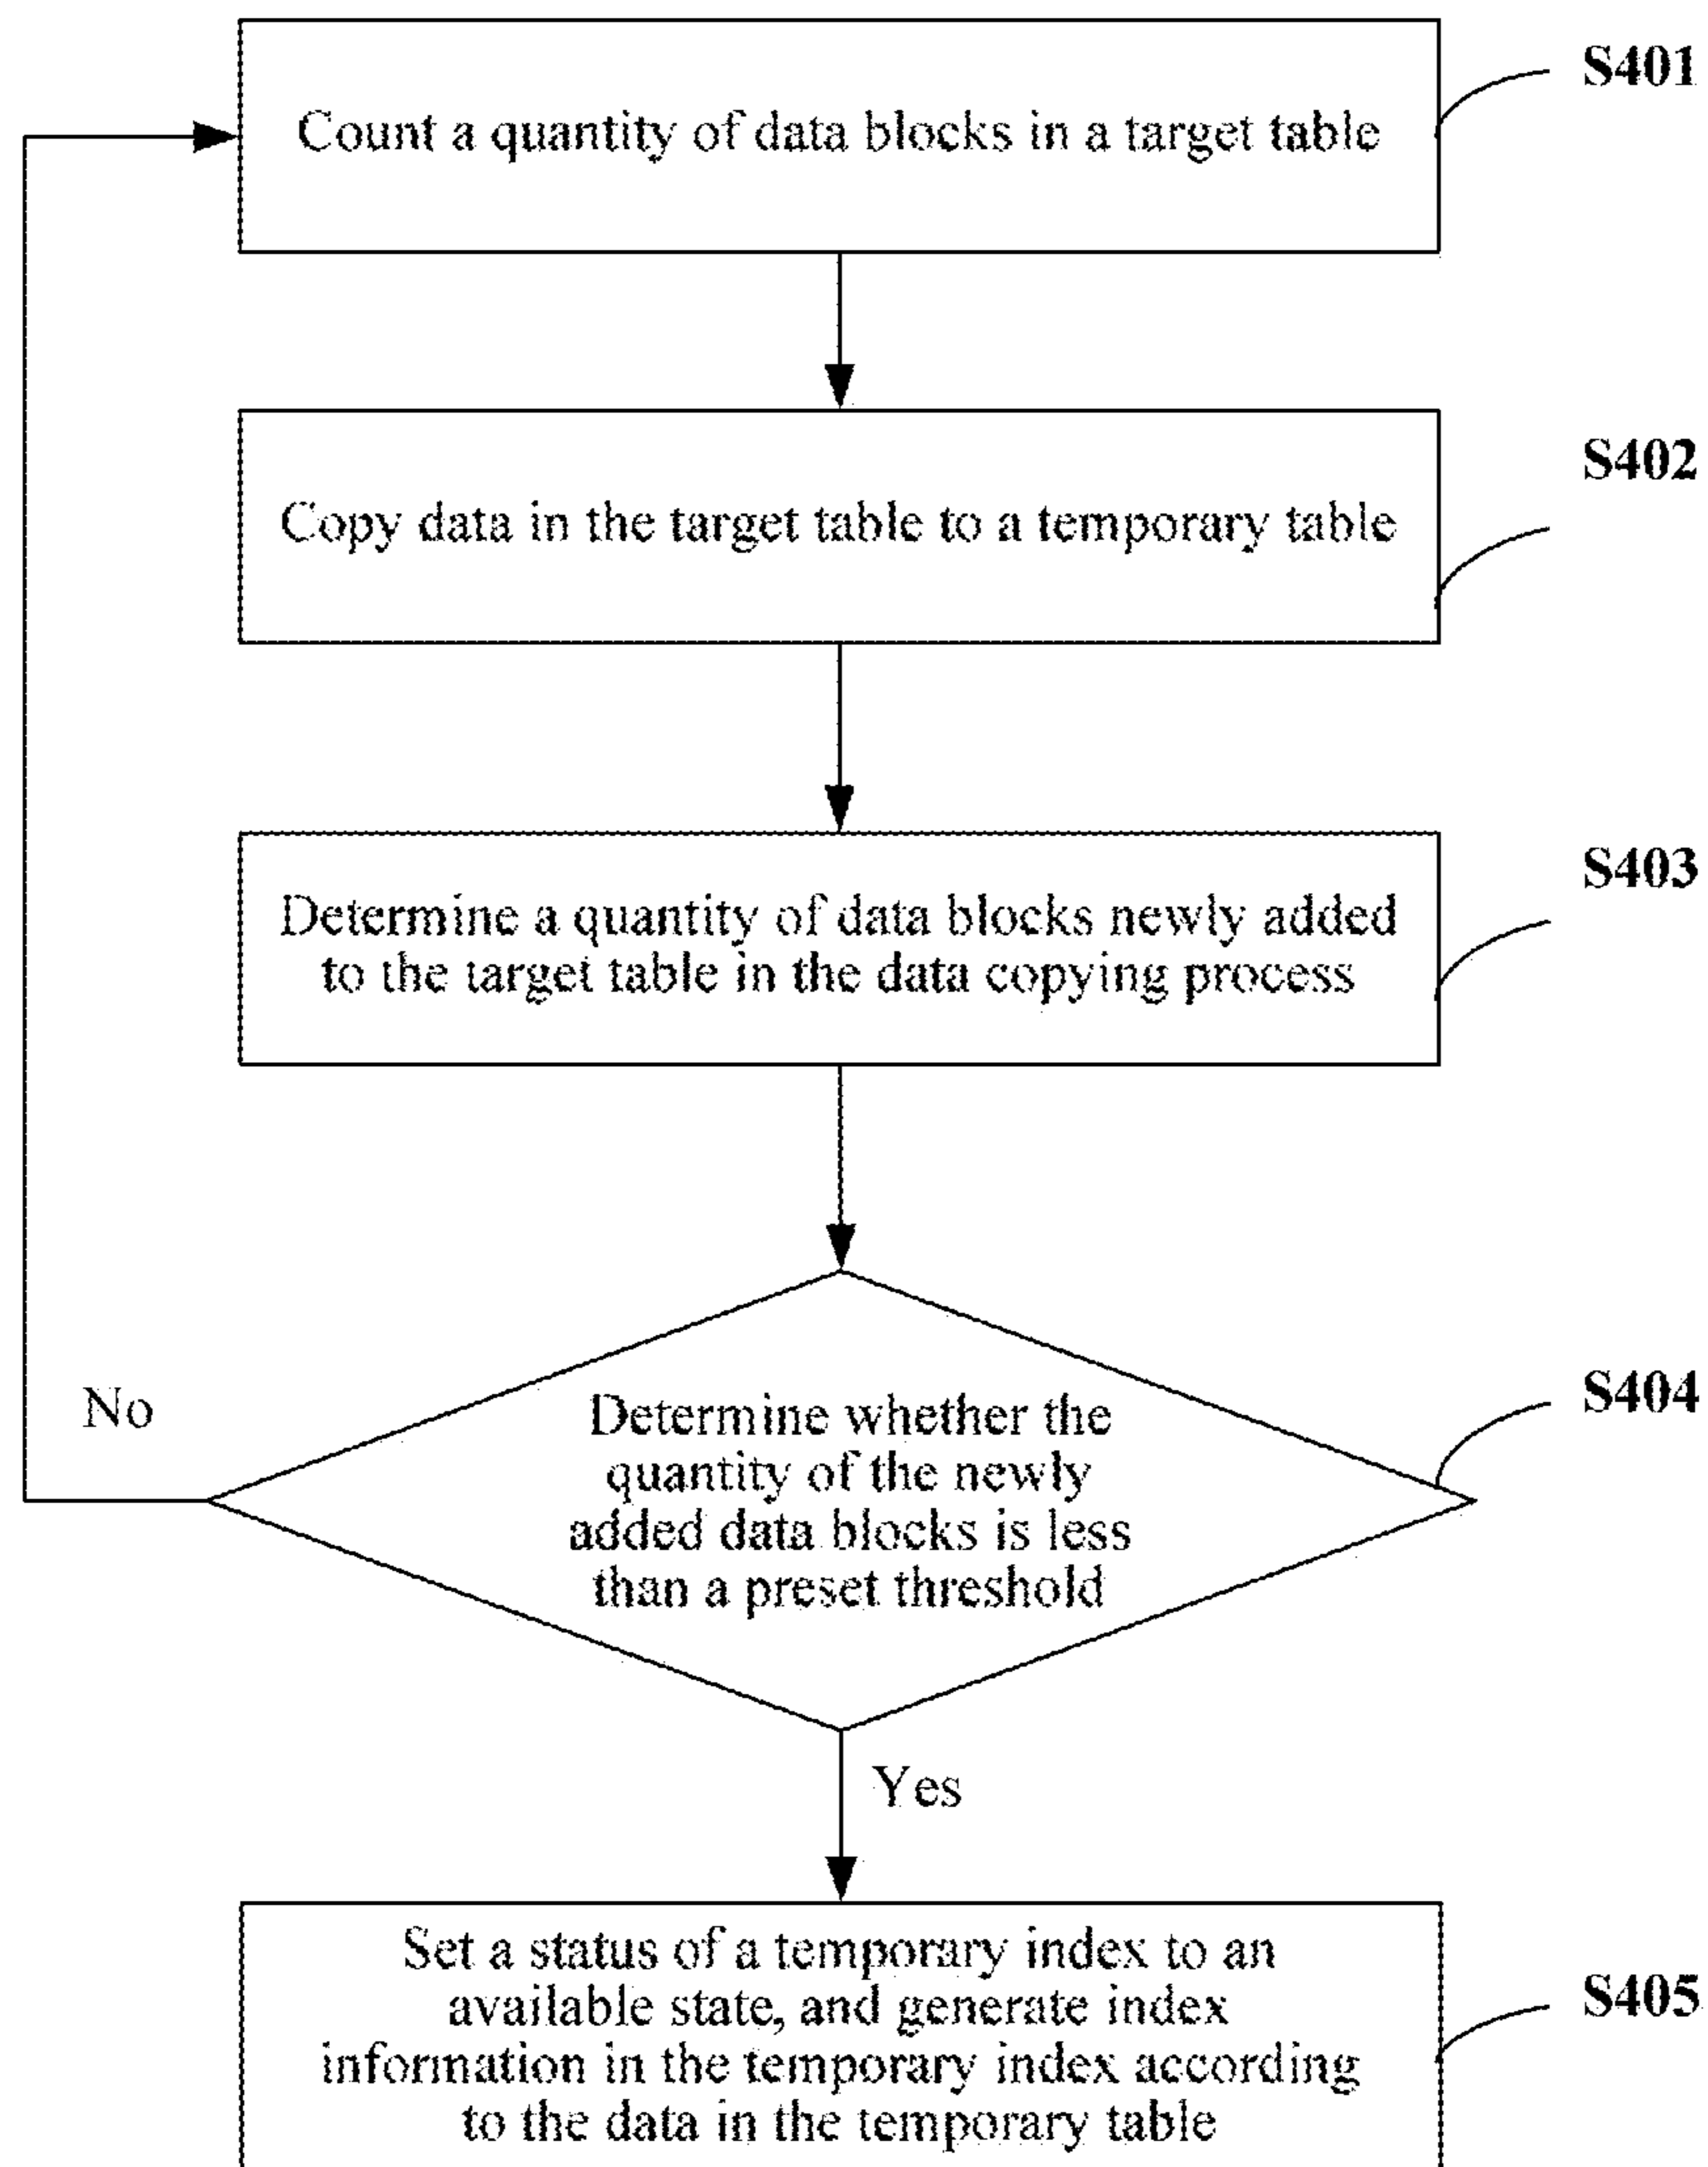 S401
Count a quantity of data blocks in a target table
S402
Copy data in the target table to a temporary table
S403
Determine a quantity of data blocks newly added
to the target table in the data copying process
S404
No
Determine whether the
quantity of the newly
added data blocks is less
than a preset threshold
Yes
Set a status of a temporary index to an
available state, and generate index
information in the temporary index according
to the data in the temporary table
S405